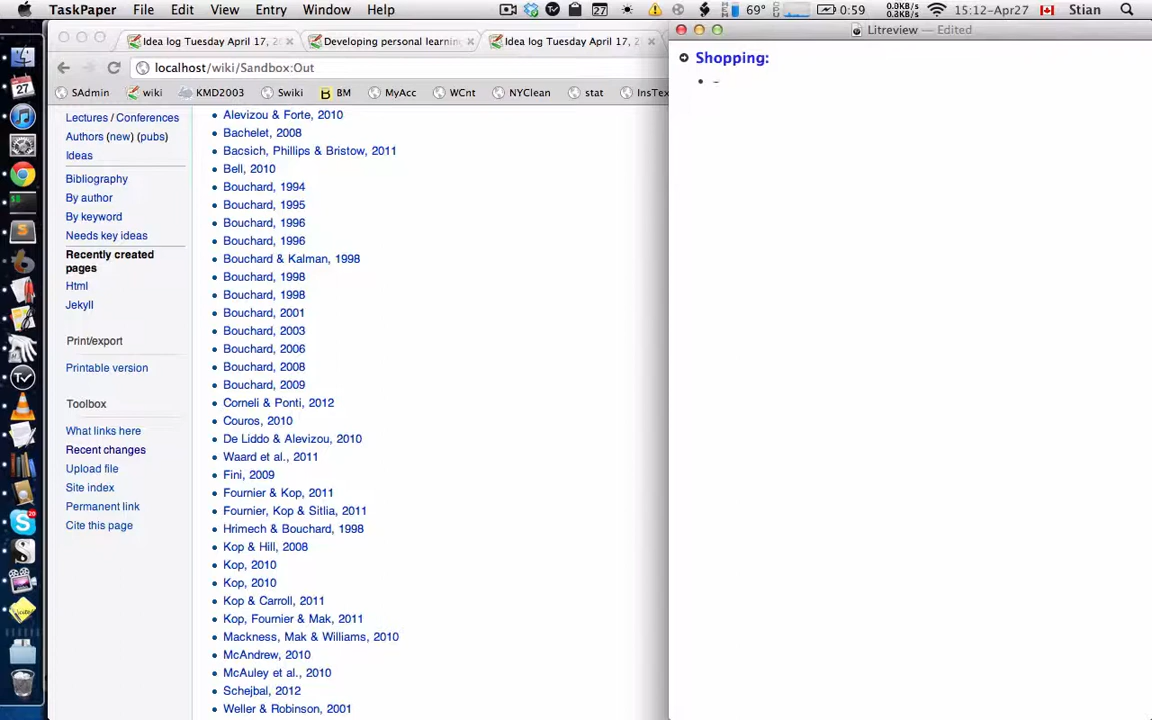 TaskPaper File Edit View Entry Window Help 69° 0:59 0.0KB/s 0.3KB/s 15:12-Apr27 Stian
27
Idea log Tuesday April 17, 20 Developing personal learning Idea log Tuesday April 17, 2
localhost/wiki/Sandbox:Out
SAdmin wiki KMD2003 Swiki BM MyAcc WCnt NYClean stat InsTex
Lectures / Conferences
Authors (new) (pubs)
Ideas
Bibliography
By author
By keyword
Needs key ideas
Recently created
pages
Html
Jekyll
Print/export
Printable version
Toolbox
What links here
Recent changes
Upload file
Site index
Permanent link
Cite this page
Alevizou & Forte, 2010
Bachelet, 2008
Bacsich, Phillips & Bristow, 2011
Bell, 2010
Bouchard, 1994
Bouchard, 1995
Bouchard, 1996
Bouchard, 1996
Bouchard & Kalman, 1998
Bouchard, 1998
Bouchard, 1998
Bouchard, 2001
Bouchard, 2003
Bouchard, 2006
Bouchard, 2008
Bouchard, 2009
Corneli & Ponti, 2012
Couros, 2010
De Liddo & Alevizou, 2010
Waard et al., 2011
Fini, 2009
Fournier & Kop, 2011
Fournier, Kop & Sitlia, 2011
Hrimech & Bouchard, 1998
Kop & Hill, 2008
Kop, 2010
Kop, 2010
Kop & Carroll, 2011
Kop, Fournier & Mak, 2011
Mackness, Mak & Williams, 2010
McAndrew, 2010
McAuley et al., 2010
Schejbal, 2012
Weller & Robinson, 2001
Litreview — Edited
Shopping:
-